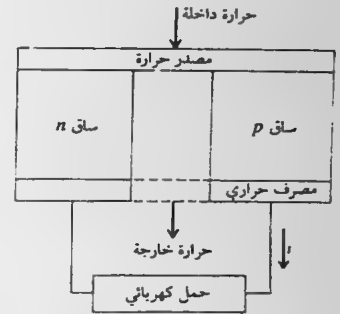 حرارة داخلة
مصدر حرارة
ساق n
ساق p
مصرف حراري
حرارة خارجة
i
حمل كهربائي